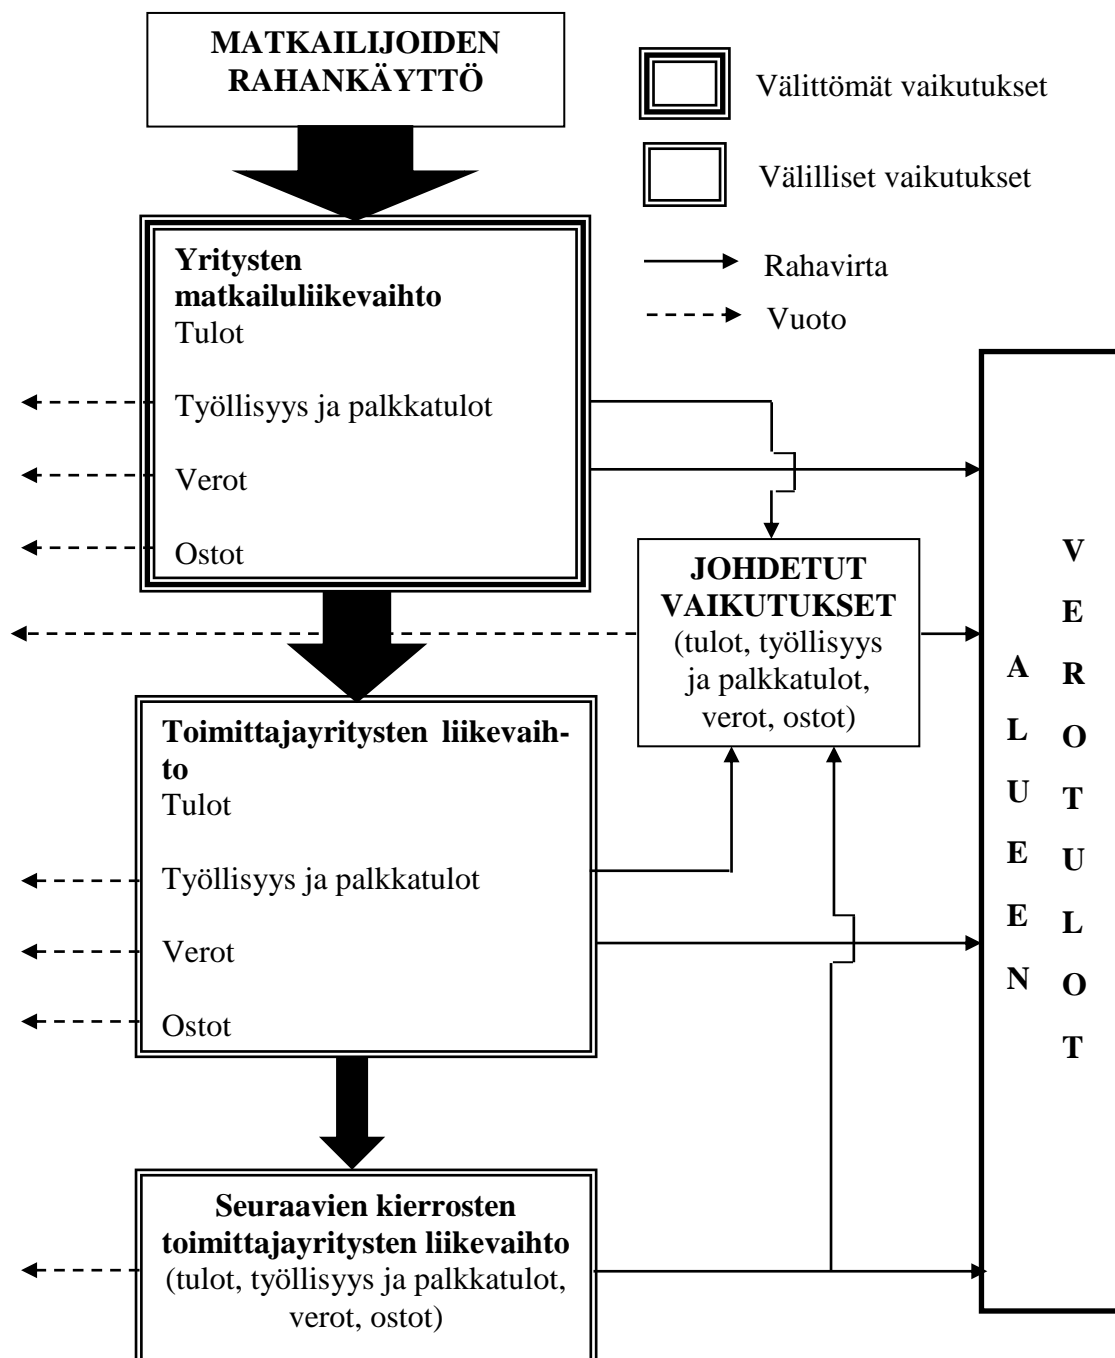 MATKAILIJOIDEN
RAHANKÄYTTÖ
Välittömät vaikutukset
Välilliset vaikutukset
Rahavirta
Vuoto
Yritysten
matkailuliikevaihto
Tulot
Työllisyys ja palkkatulot
Verot
Ostot
JOHDETUT
VAIKUTUKSET
(tulot, työllisyys
ja palkkatulot,
verot, ostot)
Toimittajayritysten liikevaih-
to
Tulot
Työllisyys ja palkkatulot
Verot
Ostot
Seuraavien kierrosten
toimittajayritysten liikevaihto
(tulot, työllisyys ja palkkatulot,
verot, ostot)
ALUEEN
VEROTULOT